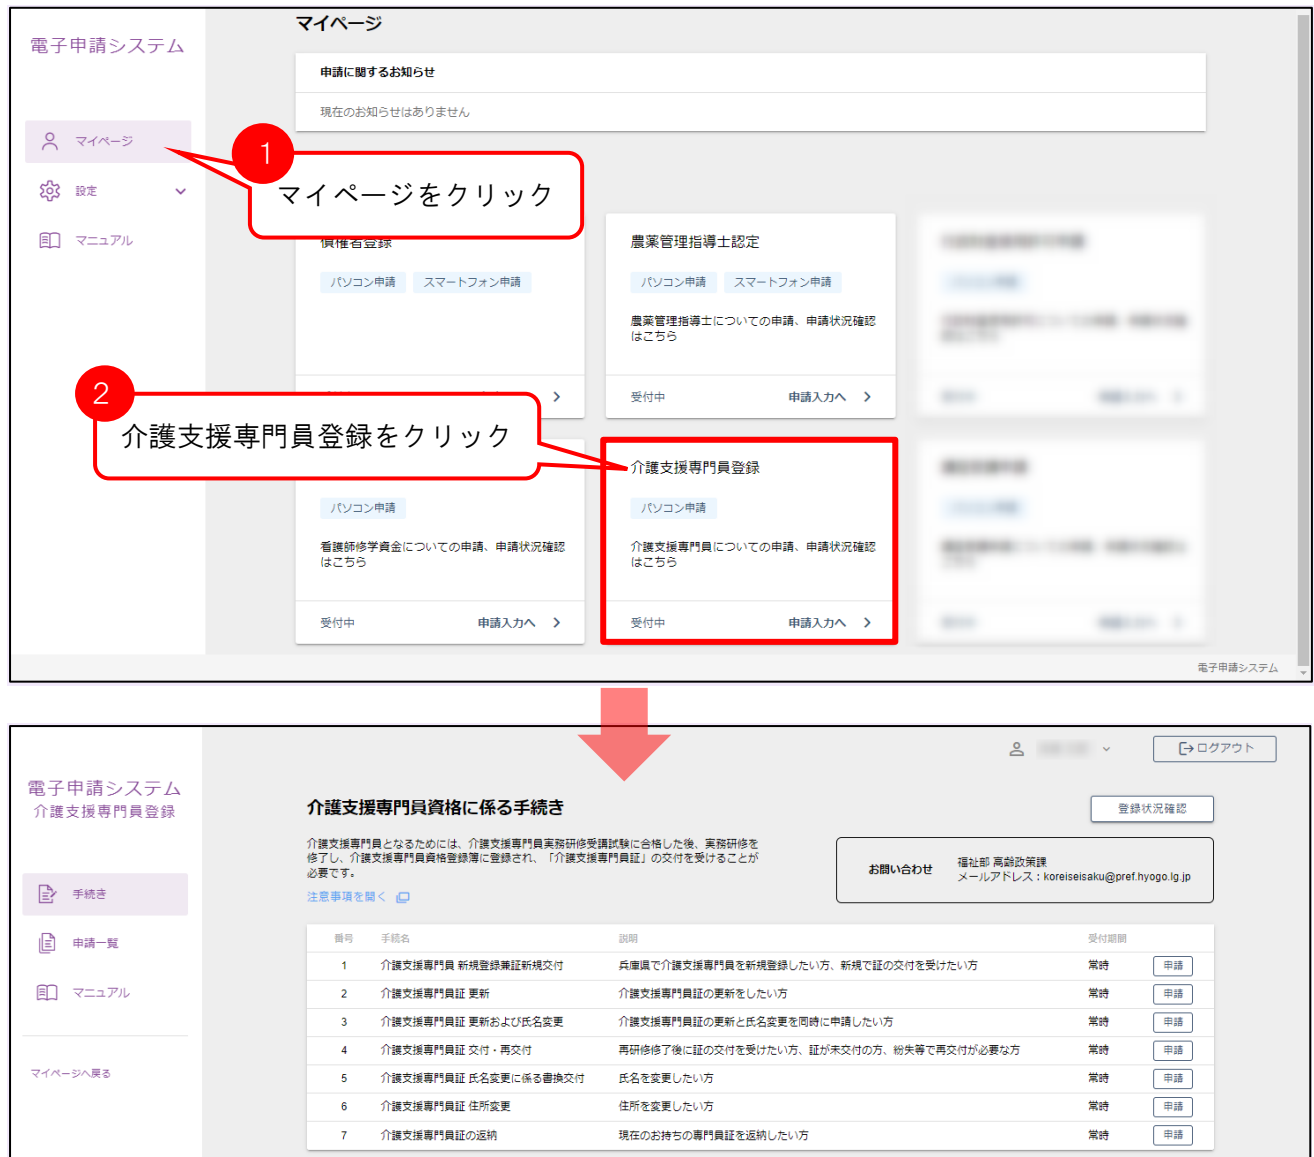 マイページ
電子申請システム
申請に関するお知らせ
現在のお知らせはありません
マイページ
設定
マニュアル
1
マイページをクリック
債権者登録
パソコン申請 スマートフォン申請
農薬管理指導士認定
パソコン申請 スマートフォン申請
農薬管理指導士についての申請、申請状況確認
はこちら
受付中 申請入力へ
2
介護支援専門員登録をクリック
パソコン申請
看護師修学資金についての申請、申請状況確認
はこちら
受付中 申請入力へ
介護支援専門員登録
パソコン申請
介護支援専門員についての申請、申請状況確認
はこちら
受付中 申請入力へ
電子申請システム
ログアウト
電子申請システム
介護支援専門員登録
手続き
申請一覧
マニュアル
マイページへ戻る
介護支援専門員資格に係る手続き
登録状況確認
介護支援専門員となるためには、介護支援専門員実務研修受講試験に合格した後、実務研修を
修了し、介護支援専門員資格登録簿に登録され、「介護支援専門員証」の交付を受けることが
必要です。
注意事項を開く
お問い合わせ 福祉部 高齢政策課
メールアドレス：koreiseisaku@pref.hyogo.lg.jp
番号 手続名 説明 受付期間
1 介護支援専門員 新規登録兼証新規交付 兵庫県で介護支援専門員を新規登録したい方、新規で証の交付を受けたい方 常時 申請
2 介護支援専門員証 更新 介護支援専門員証の更新をしたい方 常時 申請
3 介護支援専門員証 更新および氏名変更 介護支援専門員証の更新と氏名変更を同時に申請したい方 常時 申請
4 介護支援専門員証 交付・再交付 再研修修了後に証の交付を受けたい方、証が未交付の方、紛失等で再交付が必要な方 常時 申請
5 介護支援専門員証 氏名変更に係る書換交付 氏名を変更したい方 常時 申請
6 介護支援専門員証 住所変更 住所を変更したい方 常時 申請
7 介護支援専門員証の返納 現在のお持ちの専門員証を返納したい方 常時 申請